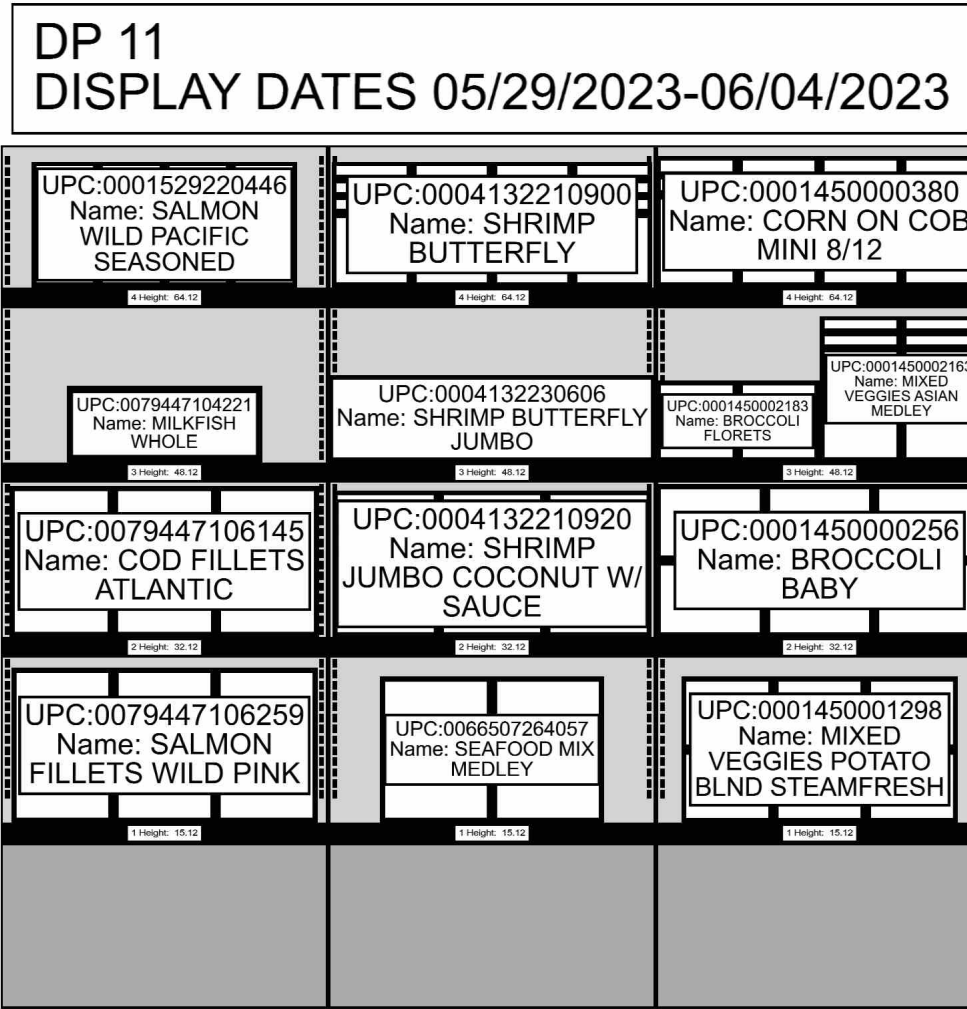 DP 11
DISPLAY DATES 05/29/2023-06/04/2023
UPC:0001529220446
Name: SALMON
WILD PACIFIC
SEASONED
4 Height: 64.12
UPC:0004132210900
Name: SHRIMP
BUTTERFLY
4 Height: 64.12
UPC:0001450000380
Name: CORN ON COB
MINI 8/12
4 Height: 64.12
UPC:0079447104221
Name: MILKFISH
WHOLE
3 Height: 48.12
UPC:0004132230606
Name: SHRIMP BUTTERFLY
JUMBO
3 Height: 48.12
UPC:0001450002183
Name: BROCCOLI
FLORETS
UPC:0001450002163
Name: MIXED
VEGGIES ASIAN
MEDLEY
3 Height: 48.12
UPC:0079447106145
Name: COD FILLETS
ATLANTIC
2 Height: 32.12
UPC:0004132210920
Name: SHRIMP
JUMBO COCONUT W/
SAUCE
2 Height: 32.12
UPC:0001450000256
Name: BROCCOLI
BABY
2 Height: 32.12
UPC:0079447106259
Name: SALMON
FILLETS WILD PINK
1 Height: 15.12
UPC:0066507264057
Name: SEAFOOD MIX
MEDLEY
1 Height: 15.12
UPC:0001450001298
Name: MIXED
VEGGIES POTATO
BLND STEAMFRESH
1 Height: 15.12